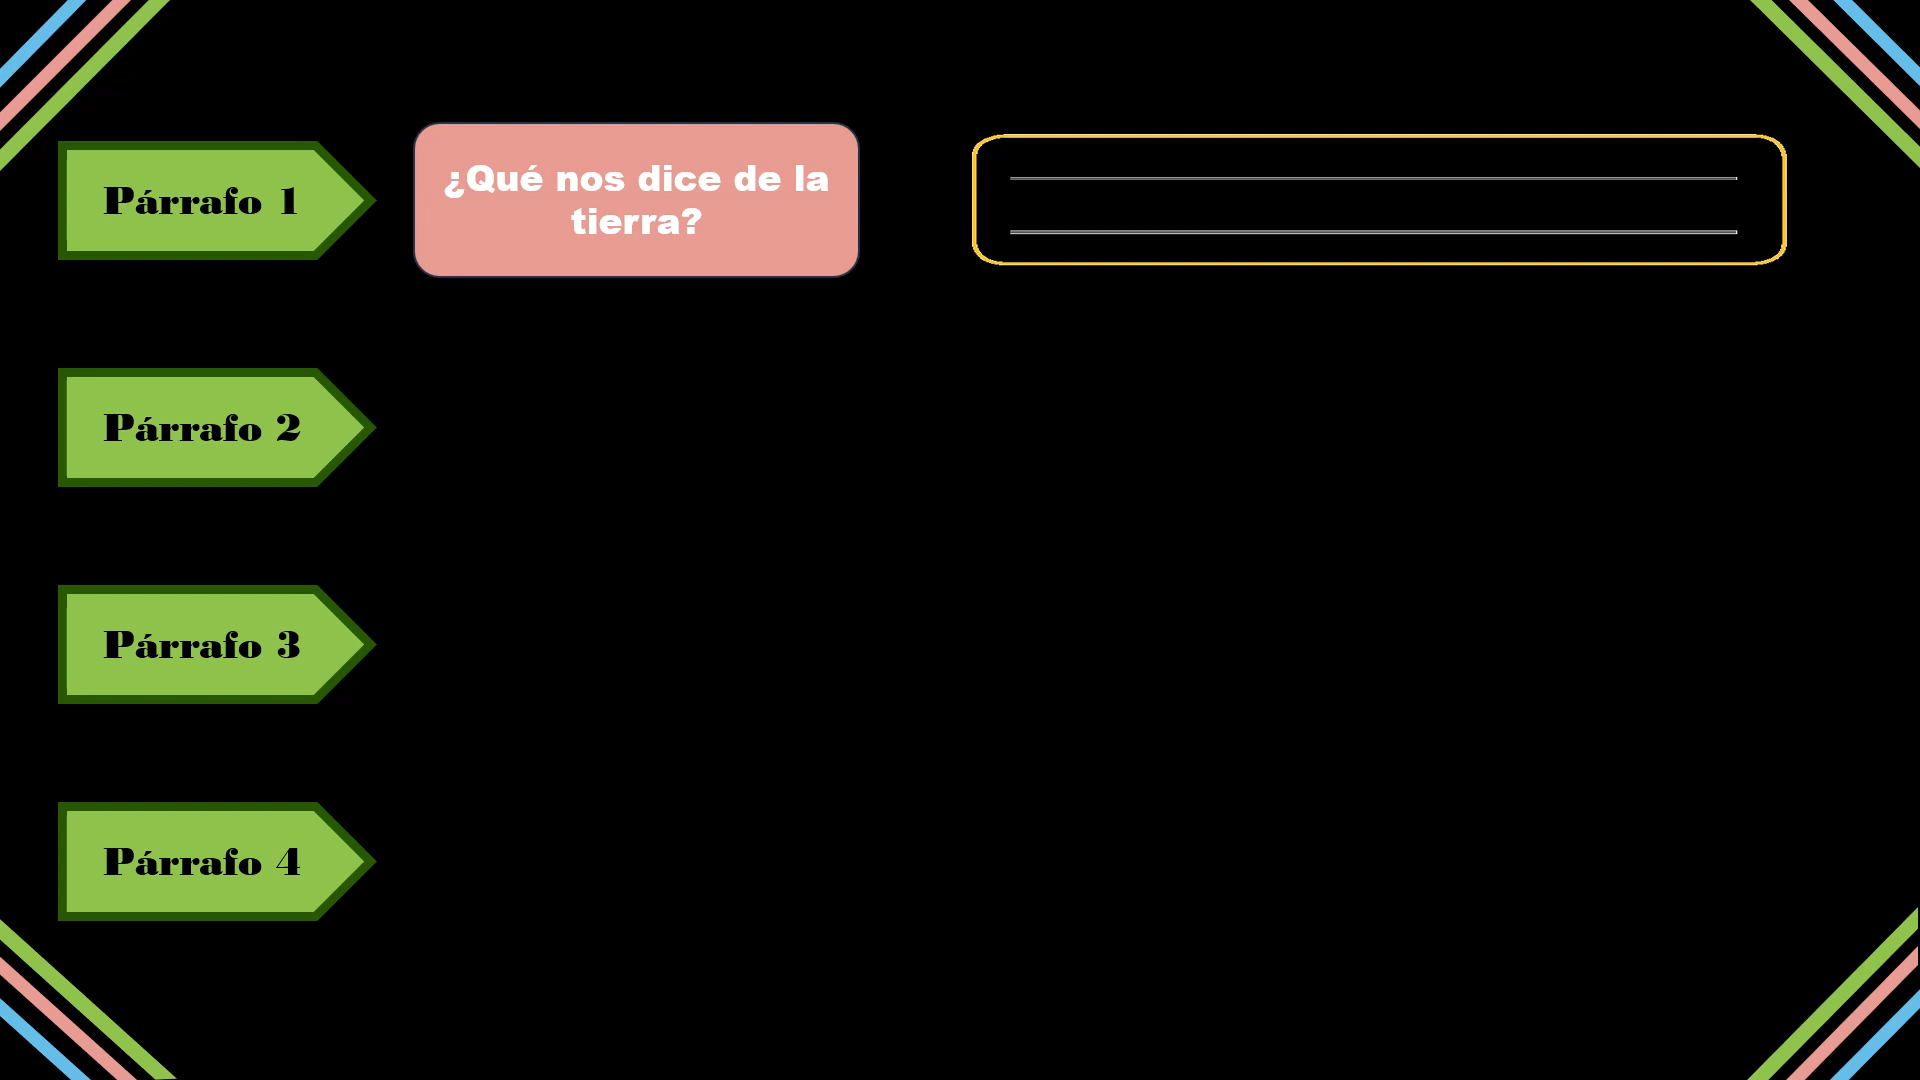 Párrafo 1
¿Qué nos dice de la
tierra?
Párrafo 2
Párrafo 3
Párrafo 4